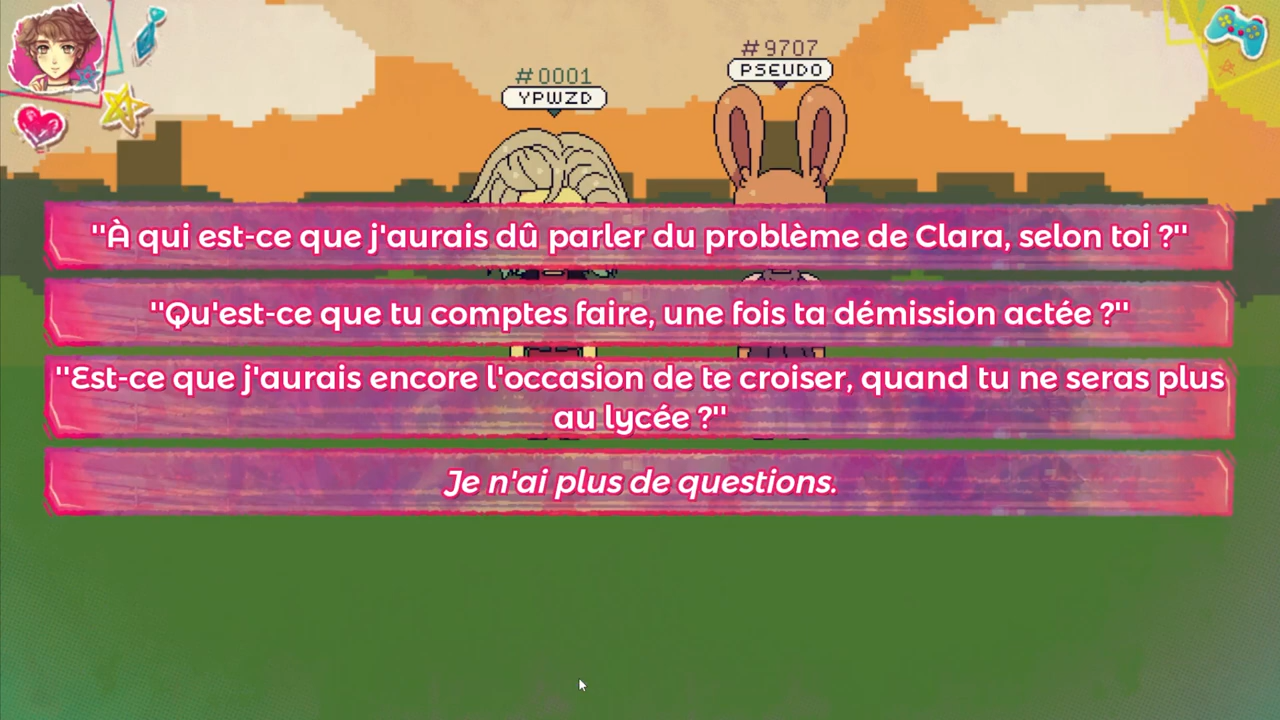 #9707
#0001
PSEUDO
YPWZD
"À qui est-ce que j'aurais dû parler du problème de Clara, selon toi ?"
"Qu'est-ce que tu comptes faire, une fois ta démission actée ?"
"Est-ce que j'aurais encore l'occasion de te croiser, quand tu ne seras plus
au lycée ?"
Je n'ai plus de questions.